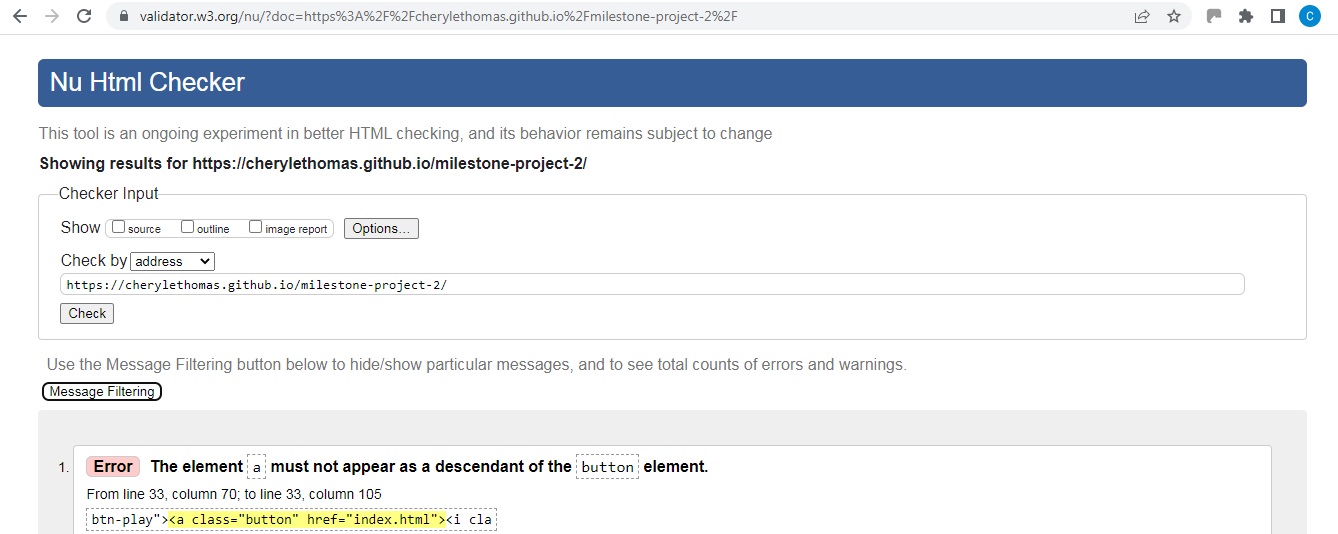 validator.w3.org/nu/?doc=https%3A%2F%2Fcherylethomas.github.io%2Fmilestone-project-2%2F
C
Nu Html Checker
This tool is an ongoing experiment in better HTML checking, and its behavior remains subject to change
Showing results for https://cherylethomas.github.io/milestone-project-2/
Checker Input
Show source outline image report Options...
Check by address
https://cherylethomas.github.io/milestone-project-2/
Check
Use the Message Filtering button below to hide/show particular messages, and to see total counts of errors and warnings.
Message Filtering
1. Error The element a must not appear as a descendant of the button element.
From line 33, column 70; to line 33, column 105
btn-play"><a class="button" href="index.html"><i cla